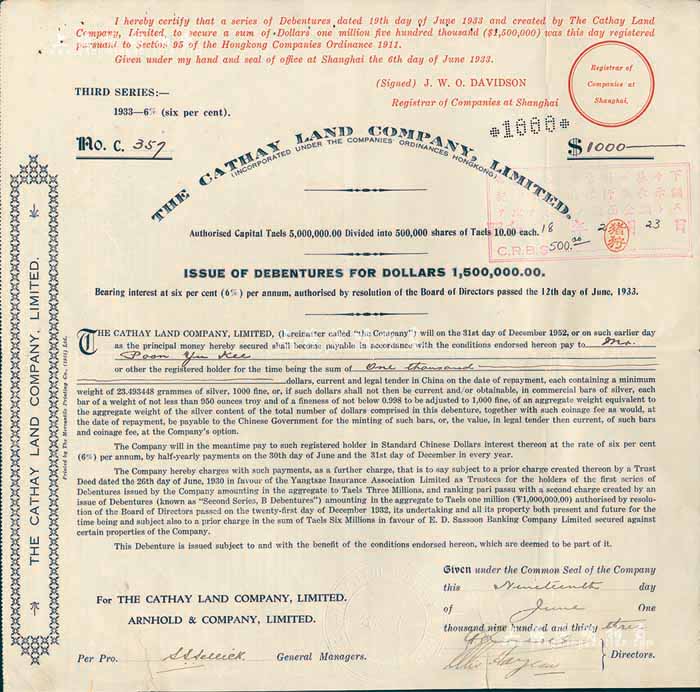 I hereby certify that a series of Debentures dated 19th day of June 1933 and created by The Cathay Land
Company, Limited, to secure a sum of Dollars one million five hundred thousand ($1,500,000) was this day registered
pursuant to Section 95 of the Hongkong Companies Ordinance 1911.
Given under my hand and seal of office at Shanghai the 6th day of June 1933.
(Signed) J. W. O. DAVIDSON
Registrar of Companies at Shanghai
Registrar of
Companies at
Shanghai.
THIRD SERIES:—
1933—6% (six per cent).
*1000*
No. C. 357
$ 1000
THE CATHAY LAND COMPANY, LIMITED.
(INCORPORATED UNDER THE COMPANIES' ORDINANCES HONGKONG)
18 2 23
C.R.B.$ 500.00
Authorised Capital Taels 5,000,000.00 Divided into 500,000 shares of Taels 10.00 each.
ISSUE OF DEBENTURES FOR DOLLARS 1,500,000.00.
Bearing interest at six per cent (6%) per annum, authorised by resolution of the Board of Directors passed the 12th day of June, 1933.
THE CATHAY LAND COMPANY, LIMITED, (hereinafter called "the Company") will on the 31st day of December 1952, or on such earlier day
as the principal money hereby secured shall become payable in accordance with the conditions endorsed hereon pay to Mr.
Poon Yiu Kee
or other the registered holder for the time being the sum of One thousand
dollars, current and legal tender in China on the date of repayment, each containing a minimum
weight of 23.493448 grammes of silver, 1000 fine, or, if such dollars shall not then be current and/or obtainable, in commercial bars of silver, each
bar of a weight of not less than 950 ounces troy and of a fineness of not below 0.998 to be adjusted to 1,000 fine, of an aggregate weight equivalent to
the aggregate weight of the silver content of the total number of dollars comprised in this debenture, together with such coinage fee as would, at
the date of repayment, be payable to the Chinese Government for the minting of such bars, or, the value, in legal tender then current, of such bars
and coinage fee, at the Company's option.
The Company will in the meantime pay to such registered holder in Standard Chinese Dollars interest thereon at the rate of six per cent
(6%) per annum, by half-yearly payments on the 30th day of June and the 31st day of December in every year.
The Company hereby charges with such payments, as a further charge, that is to say subject to a prior charge created thereon by a Trust
Deed dated the 26th day of June, 1930 in favour of the Yangtsze Insurance Association Limited as Trustees for the holders of the first series of
Debentures issued by the Company amounting in the aggregate to Taels Three Millions, and ranking pari passu with a second charge created by an
issue of Debentures (known as "Second Series, B Debentures") amounting in the aggregate to Taels one million (₸1,000,000.00) authorised by resolu-
tion of the Board of Directors passed on the twenty-first day of December 1932, its undertaking and all its property both present and future for the
time being and subject also to a prior charge in the sum of Taels Six Millions in favour of E. D. Sassoon Banking Company Limited secured against
certain properties of the Company.
This Debenture is issued subject to and with the benefit of the conditions endorsed hereon, which are deemed to be part of it.
Given under the Common Seal of the Company
this Nineteenth day
of June One
thousand nine hundred and thirty three
Directors.
For THE CATHAY LAND COMPANY, LIMITED.
ARNHOLD & COMPANY, LIMITED.
Per Pro. General Managers.
THE CATHAY LAND COMPANY, LIMITED.
Printed by The Mercantile Printing Co., (1931) Ltd.